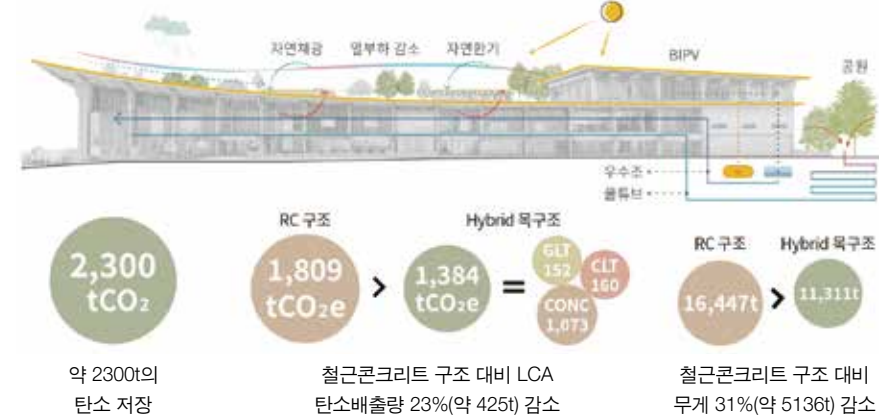 자연채광 열부하 감소 자연환기
BIPV
공원
우수조
쿨튜브
RC 구조
Hybrid 목구조
2,300
tCO₂
1,809
tCO₂e
>
1,384
tCO₂e
=
GLT
152
CLT
160
CONC
1,073
RC 구조
Hybrid 목구조
16,447t
>
11,311t
약 2300t의
탄소 저장
철근콘크리트 구조 대비 LCA
탄소배출량 23%(약 425t) 감소
철근콘크리트 구조 대비
무게 31%(약 5136t) 감소